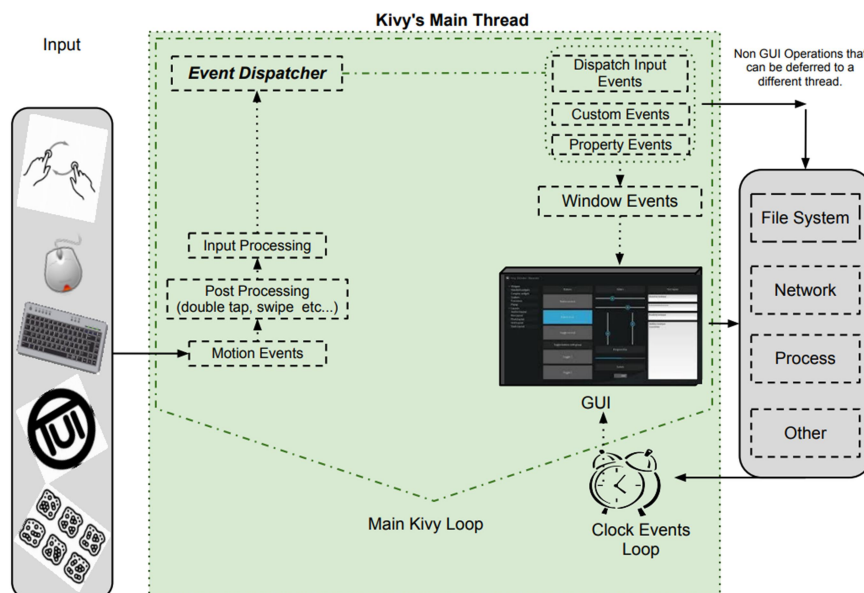 Kivy's Main Thread
Input
Event Dispatcher
Dispatch Input
Events
Custom Events
Property Events
Non GUI Operations that
can be deferred to a
different thread.
Window Events
File System
Input Processing
Post Processing
(double tap, swipe etc...)
Motion Events
Network
Process
Other
TUI
GUI
Main Kivy Loop
Clock Events
Loop